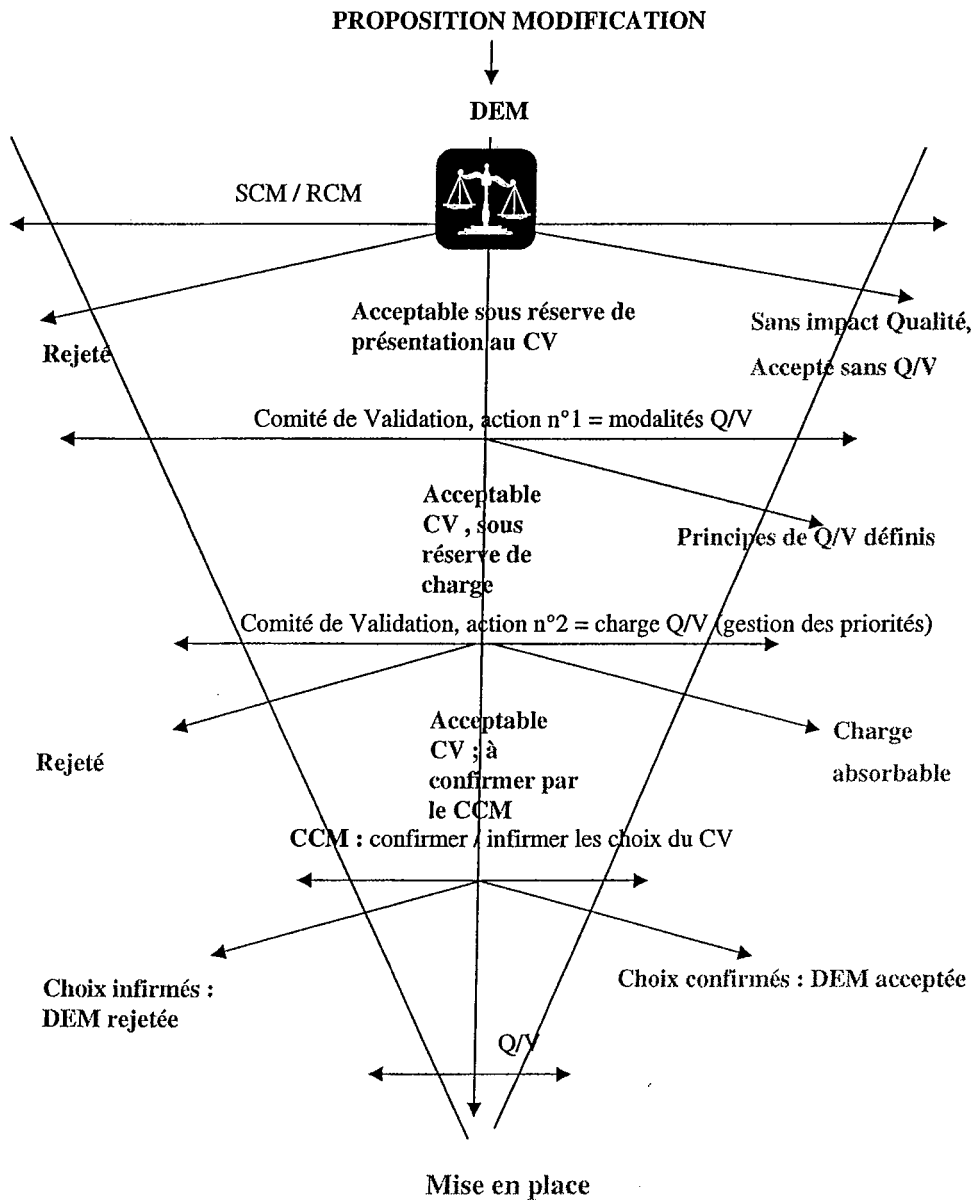 PROPOSITION MODIFICATION
DEM
SCM / RCM
Acceptable sous réserve de
présentation au CV
Rejeté
Sans impact Qualité,
Accepté sans Q/V
Comité de Validation, action n°1 = modalités Q/V
Acceptable
CV , sous
réserve de
charge
Principes de Q/V définis
Comité de Validation, action n°2 = charge Q/V (gestion des priorités)
Rejeté
Acceptable
CV ; à
confirmer par
le CCM
Charge
absorbable
CCM : confirmer / infirmer les choix du CV
Choix infirmés :
DEM rejetée
Choix confirmés : DEM acceptée
Q/V
Mise en place